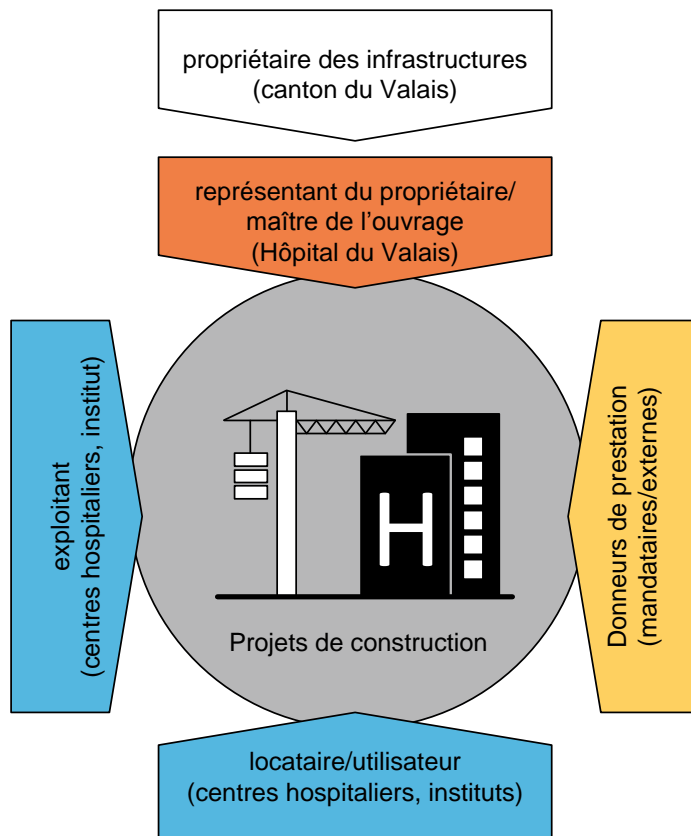 propriétaire des infrastructures
(canton du Valais)
représentant du propriétaire/
maître de l’ouvrage
(Hôpital du Valais)
exploitant
(centres hospitaliers, institut)
H
Projets de construction
Donneurs de prestation
(mandataires/externes)
locataire/utilisateur
(centres hospitaliers, instituts)